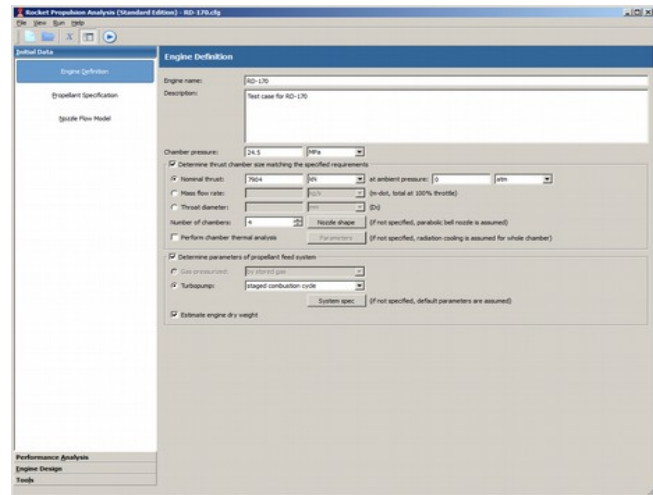 Rocket Propulsion Analysis (Standard Edition) - RD-170.cfg
File View Run Help
Initial Data
Engine Definition
Propellant Specification
Nozzle Flow Model
Performance Analysis
Engine Design
Tools
Engine Definition
Engine name: RD-170
Description: Test case for RD-170
Chamber pressure: 24.5 MPa
Determine thrust chamber size matching the specified requirements
Nominal thrust: 7904 kN at ambient pressure: 0 atm
Mass flow rate: kg/s (m-dot, total at 100% throttle)
Throat diameter: mm
Number of chambers: 4 Nozzle shape (if not specified, parabolic bell nozzle is assumed)
Perform chamber thermal analysis Parameters (if not specified, radiation cooling is assumed for whole chamber)
Determine parameters of propellant feed system
Gas-pressurized: by stored gas
Turbopump: staged combustion cycle
System spec (if not specified, default parameters are assumed)
Estimate engine dry weight